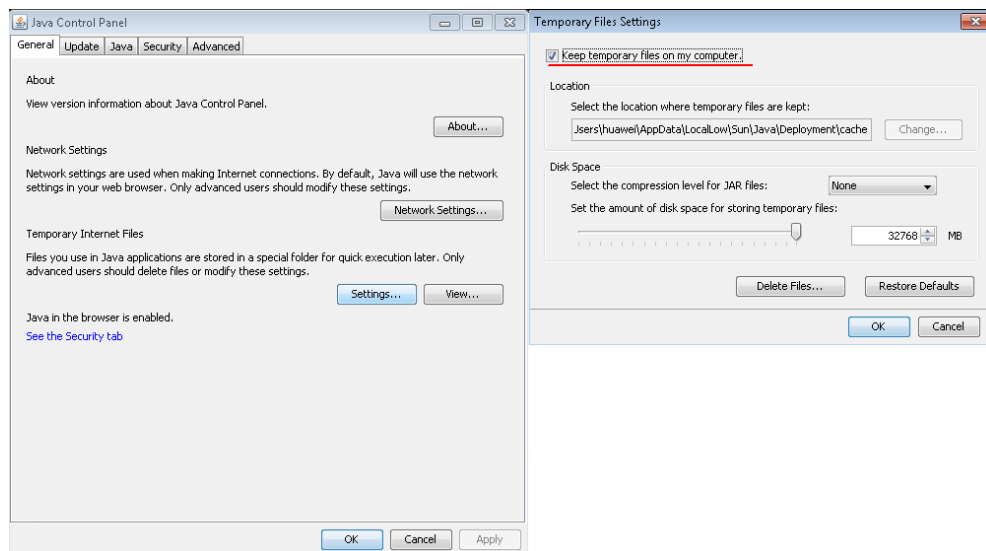 Java Control Panel
General Update Java Security Advanced
About
View version information about Java Control Panel.
About...
Network Settings
Network settings are used when making Internet connections. By default, Java will use the network
settings in your web browser. Only advanced users should modify these settings.
Network Settings...
Temporary Internet Files
Files you use in Java applications are stored in a special folder for quick execution later. Only
advanced users should delete files or modify these settings.
Settings... View...
Java in the browser is enabled.
See the Security tab
OK Cancel Apply
Temporary Files Settings
Keep temporary files on my computer.
Location
Select the location where temporary files are kept:
Jsers\huawei\AppData\LocalLow\Sun\Java\Deployment\cache Change...
Disk Space
Select the compression level for JAR files: None
Set the amount of disk space for storing temporary files:
32768 MB
Delete Files... Restore Defaults
OK Cancel